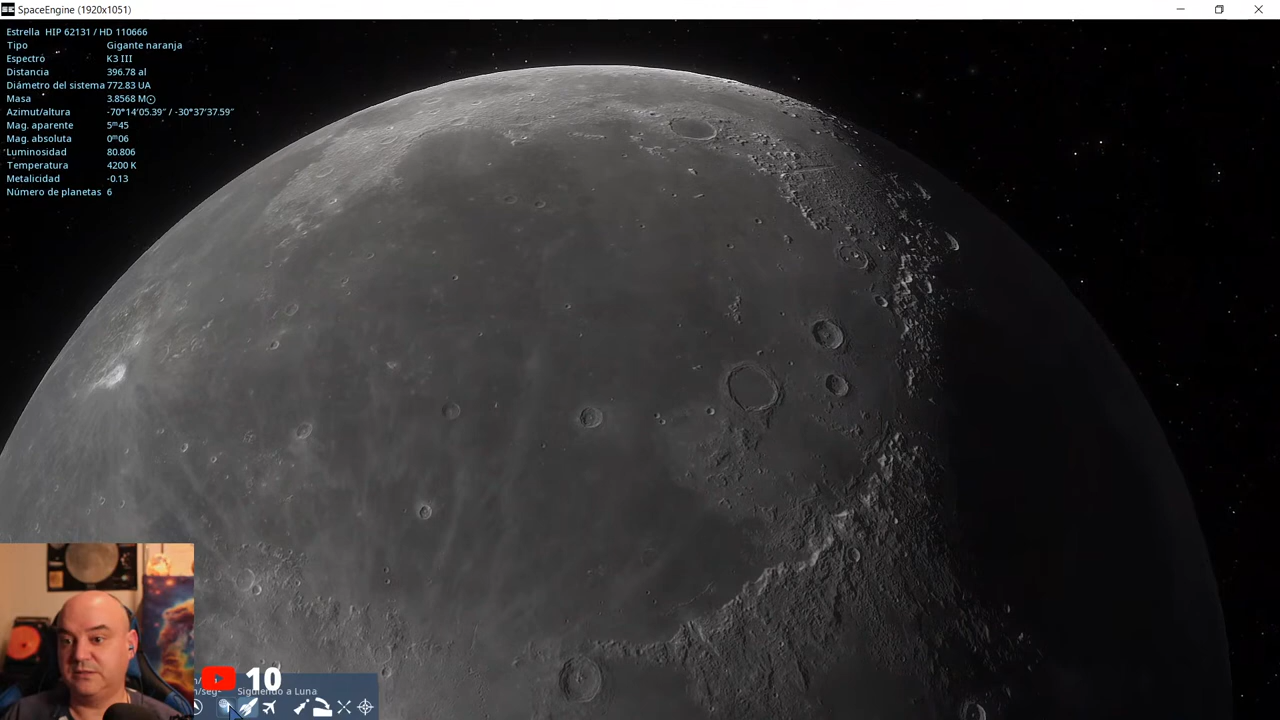 SpaceEngine (1920x1051)
Estrella HIP 62131 / HD 110666
Tipo Gigante naranja
Espectro K3 III
Distancia 396.78 al
Diámetro del sistema 772.83 UA
Masa 3.8568 M☉
Azimut/altura -70°14'05.39" / -30°37'37.59"
Mag. aparente 5ᵐ45
Mag. absoluta 0ᵐ06
Luminosidad 80.806
Temperatura 4200 K
Metalicidad -0.13
Número de planetas 6
10
Siguiendo a Luna